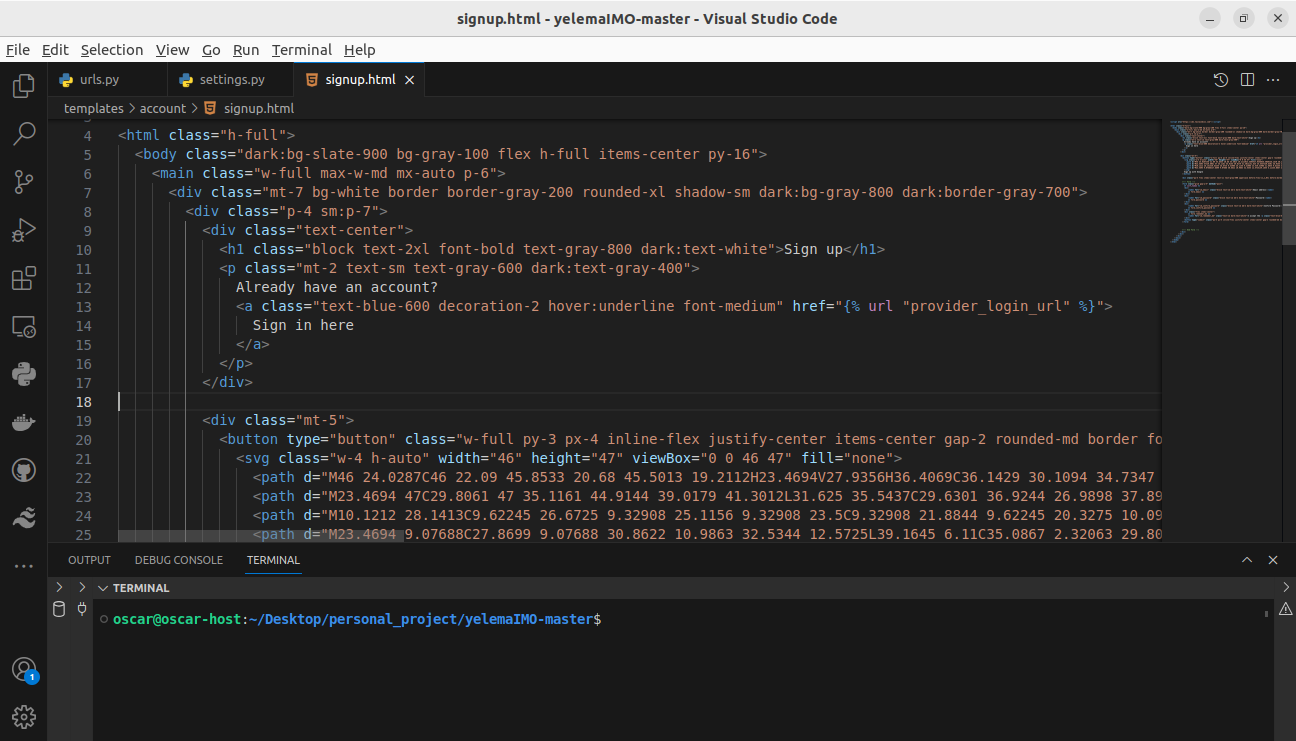 signup.html - yelemaIMO-master - Visual Studio Code
File Edit Selection View Go Run Terminal Help
urls.py settings.py signup.html
templates > account > signup.html
4 <html class="h-full">
5 <body class="dark:bg-slate-900 bg-gray-100 flex h-full items-center py-16">
6 <main class="w-full max-w-md mx-auto p-6">
7 <div class="mt-7 bg-white border border-gray-200 rounded-xl shadow-sm dark:bg-gray-800 dark:border-gray-700">
8 <div class="p-4 sm:p-7">
9 <div class="text-center">
10 <h1 class="block text-2xl font-bold text-gray-800 dark:text-white">Sign up</h1>
11 <p class="mt-2 text-sm text-gray-600 dark:text-gray-400">
12 Already have an account?
13 <a class="text-blue-600 decoration-2 hover:underline font-medium" href="{% url "provider_login_url" %}">
14 Sign in here
15 </a>
16 </p>
17 </div>
18
19 <div class="mt-5">
20 <button type="button" class="w-full py-3 px-4 inline-flex justify-center items-center gap-2 rounded-md border fo
21 <svg class="w-4 h-auto" width="46" height="47" viewBox="0 0 46 47" fill="none">
22 <path d="M46 24.0287C46 22.09 45.8533 20.68 45.5013 19.2112H23.4694V27.9356H36.4069C36.1429 30.1094 34.7347
23 <path d="M23.4694 47C29.8061 47 35.1161 44.9144 39.0179 41.3012L31.625 35.5437C29.6301 36.9244 26.9898 37.89
24 <path d="M10.1212 28.1413C9.62245 26.6725 9.32908 25.1156 9.32908 23.5C9.32908 21.8844 9.62245 20.3275 10.09
25 <path d="M23.4694 9.07688C27.8699 9.07688 30.8622 10.9863 32.5344 12.5725L39.1645 6.11C35.0867 2.32063 29.80
OUTPUT DEBUG CONSOLE TERMINAL
TERMINAL
oscar@oscar-host:~/Desktop/personal_project/yelemaIMO-master$
1